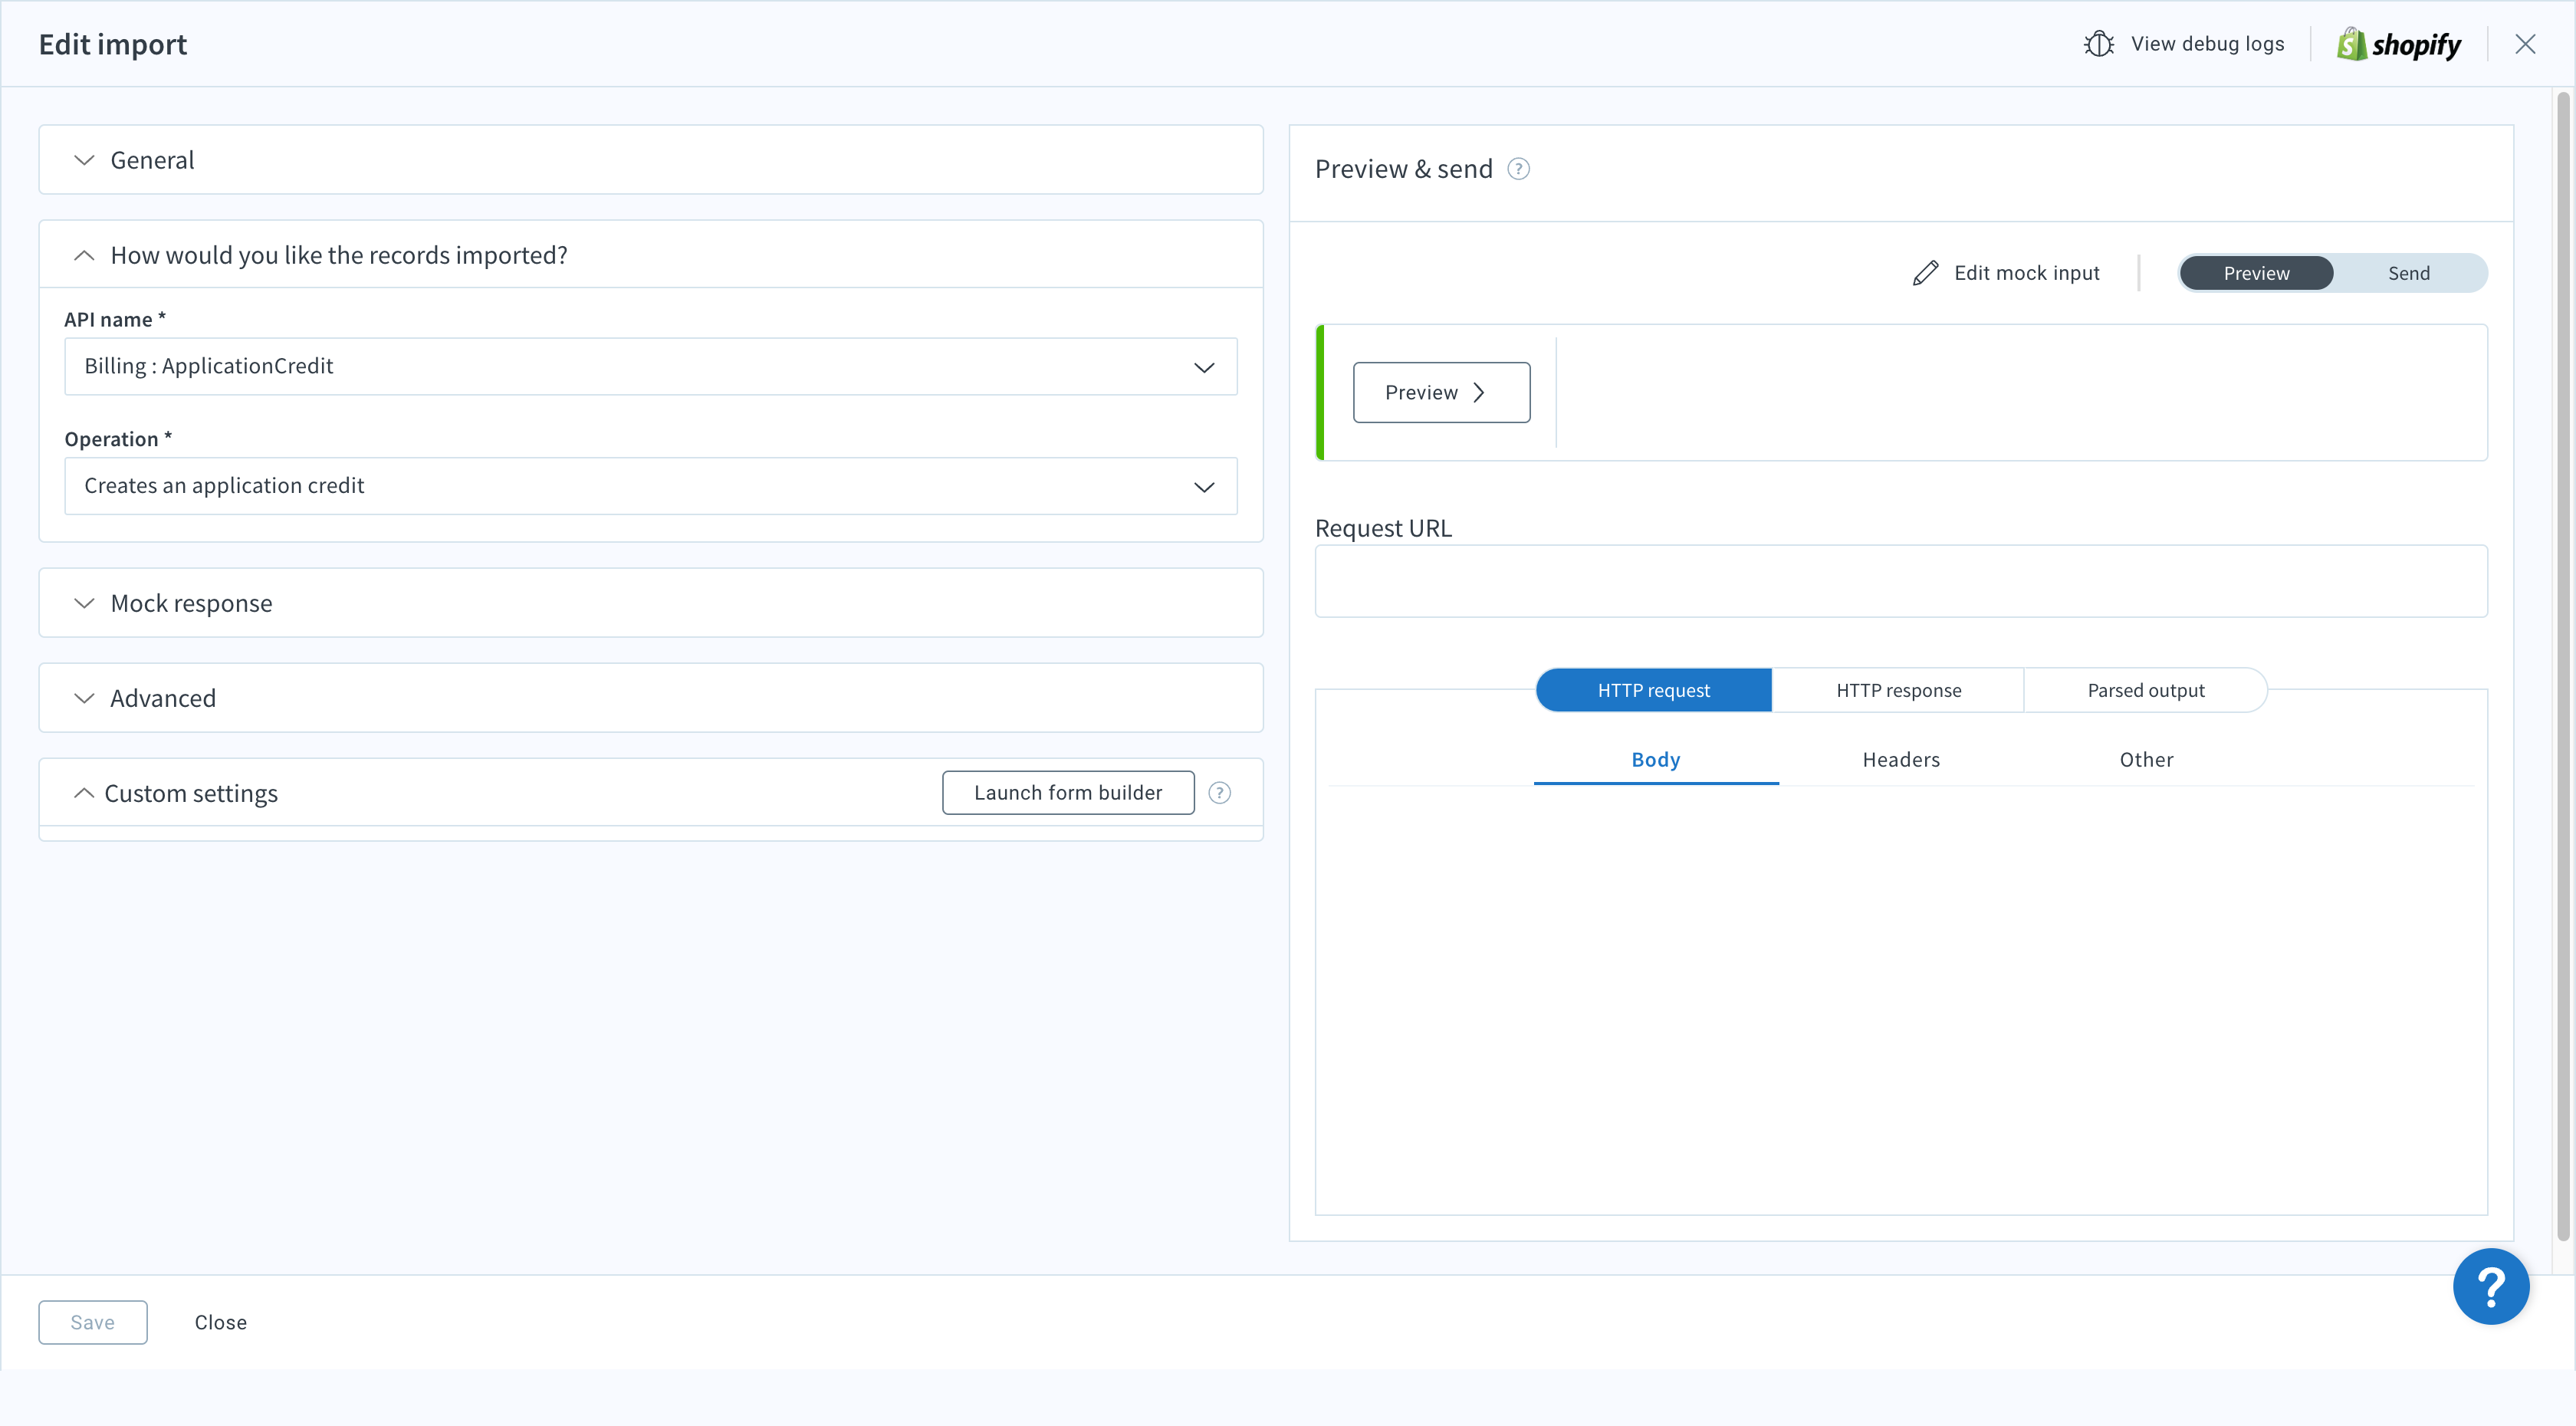 Edit import
View debug logs
shopify
General
How would you like the records imported?
API name *
Billing : ApplicationCredit
Operation *
Creates an application credit
Mock response
Advanced
Custom settings
Launch form builder
?
Preview & send
?
Edit mock input
Preview
Send
Preview
Request URL
HTTP request
HTTP response
Parsed output
Body
Headers
Other
Save
Close
?